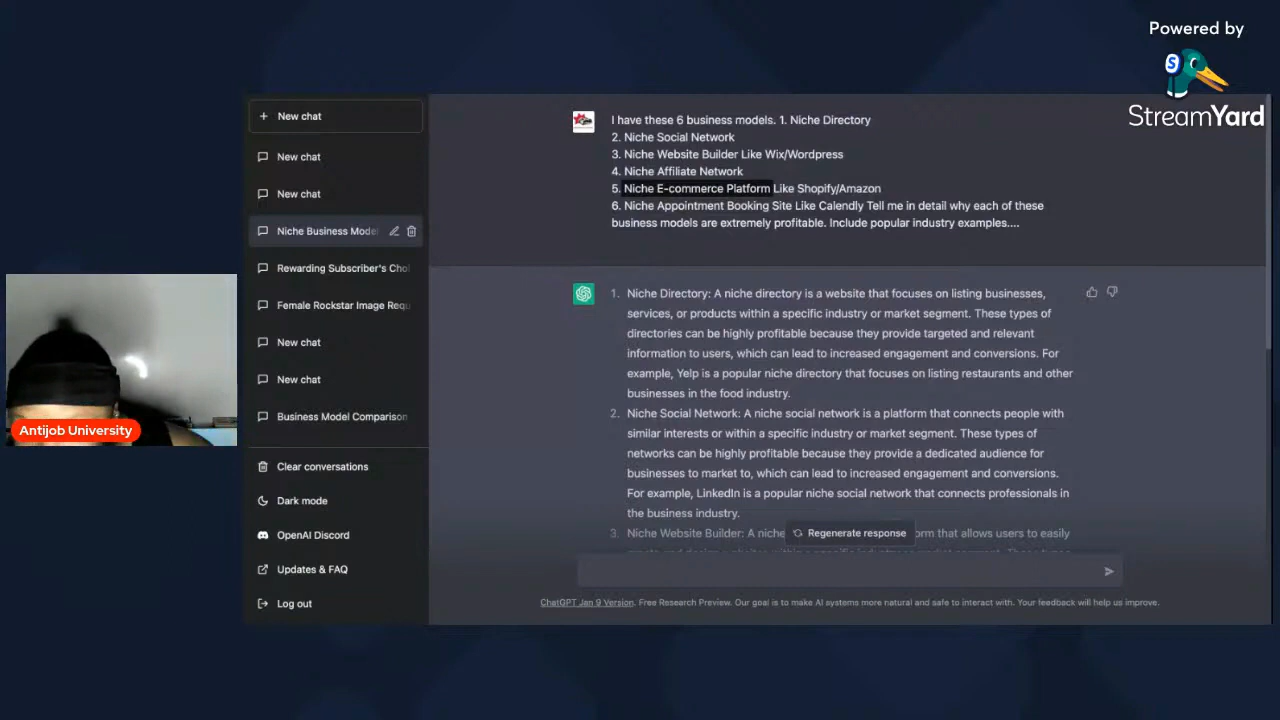 Powered by
StreamYard
New chat
New chat
New chat
Niche Business Model
Rewarding Subscriber's Choi
Female Rockstar Image Requ
New chat
New chat
Business Model Comparison
Clear conversations
Dark mode
OpenAI Discord
Updates & FAQ
Log out
Antijob University
I have these 6 business models. 1. Niche Directory
2. Niche Social Network
3. Niche Website Builder Like Wix/Wordpress
4. Niche Affiliate Network
5. Niche E-commerce Platform Like Shopify/Amazon
6. Niche Appointment Booking Site Like Calendly Tell me in detail why each of these
business models are extremely profitable. Include popular industry examples....
1. Niche Directory: A niche directory is a website that focuses on listing businesses,
services, or products within a specific industry or market segment. These types of
directories can be highly profitable because they provide targeted and relevant
information to users, which can lead to increased engagement and conversions. For
example, Yelp is a popular niche directory that focuses on listing restaurants and other
businesses in the food industry.
2. Niche Social Network: A niche social network is a platform that connects people with
similar interests or within a specific industry or market segment. These types of
networks can be highly profitable because they provide a dedicated audience for
businesses to market to, which can lead to increased engagement and conversions.
For example, LinkedIn is a popular niche social network that connects professionals in
the business industry.
3. Niche Website Builder: A niche orm that allows users to easily
Regenerate response
ChatGPT Jan 9 Version. Free Research Preview. Our goal is to make AI systems more natural and safe to interact with. Your feedback will help us improve.